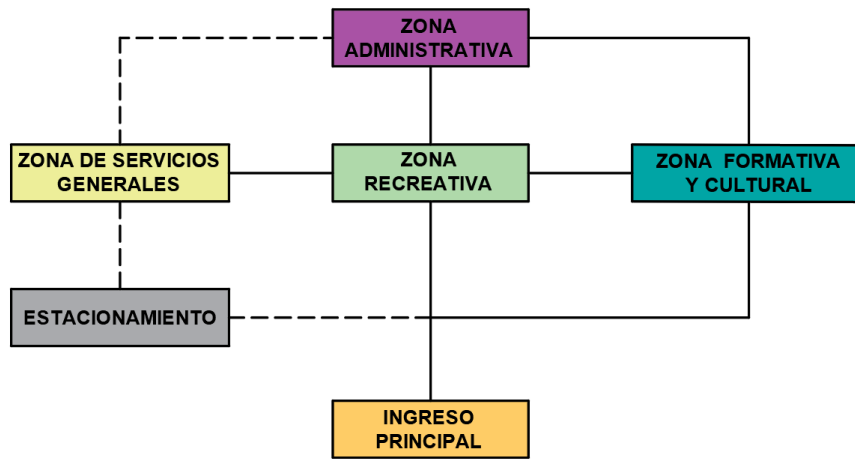 ZONA
ADMINISTRATIVA
ZONA DE SERVICIOS
GENERALES
ZONA
RECREATIVA
ZONA FORMATIVA
Y CULTURAL
ESTACIONAMIENTO
INGRESO
PRINCIPAL